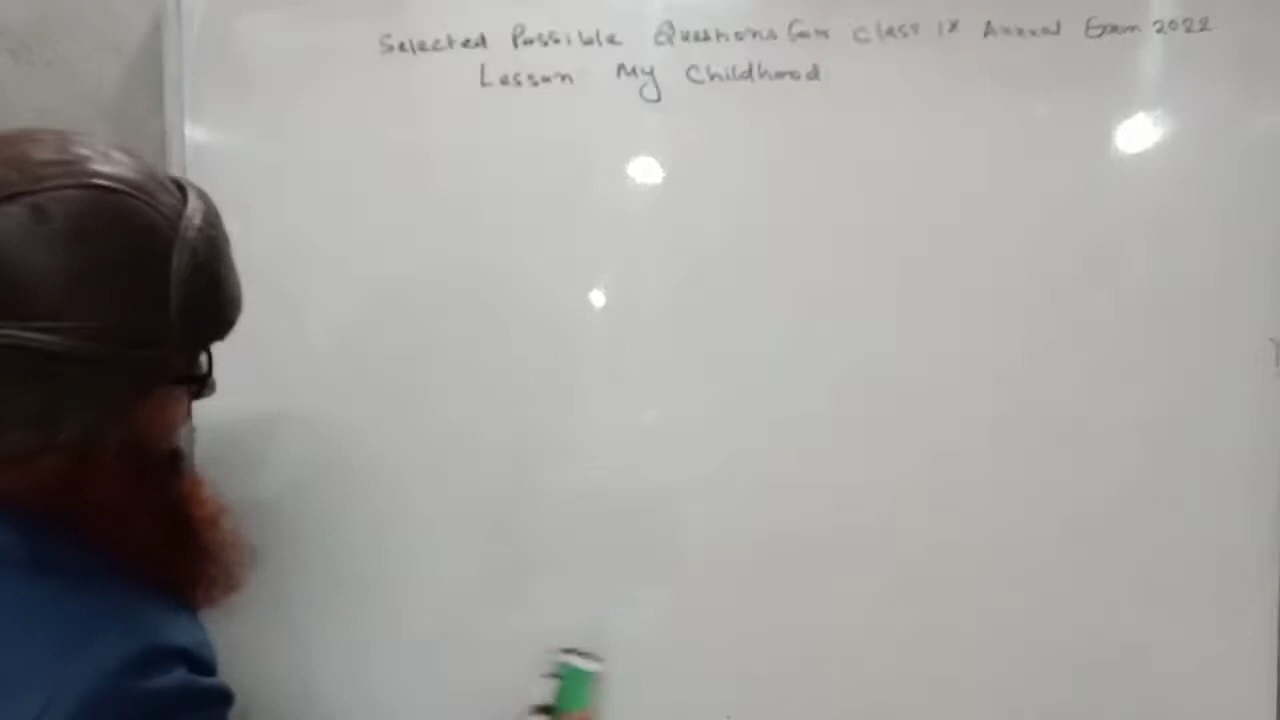 Selected Possible Questions for Class IX Annual Exam 2022
Lesson My Childhood